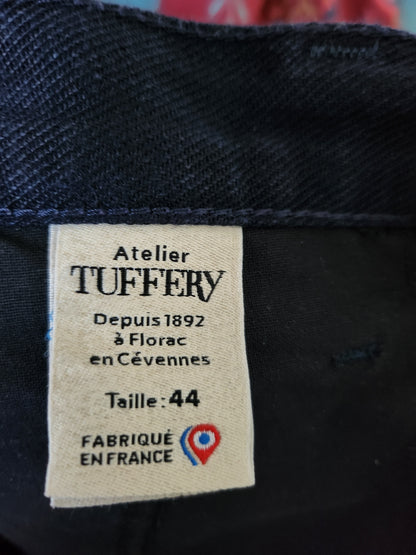 Atelier
TUFFERY
Depuis 1892
à Florac
en Cévennes
Taille: 44
FABRIQUÉ
EN FRANCE